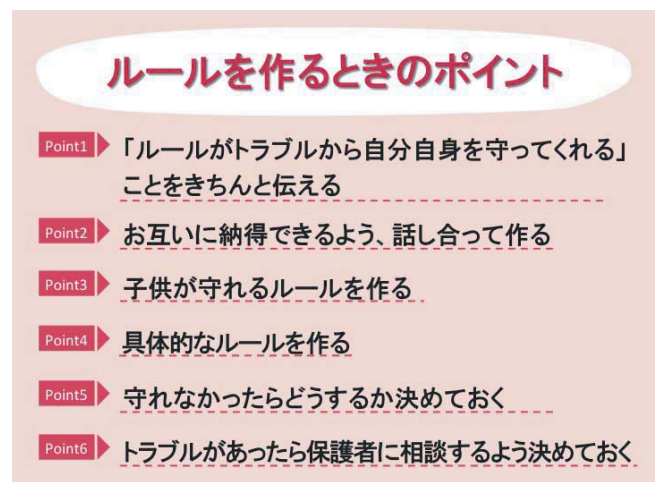 ルールを作るときのポイント
Point1 「ルールがトラブルから自分自身を守ってくれる」
ことをきちんと伝える
Point2 お互いに納得できるよう、話し合って作る
Point3 子供が守れるルールを作る
Point4 具体的なルールを作る
Point5 守れなかったらどうするか決めておく
Point6 トラブルがあったら保護者に相談するよう決めておく